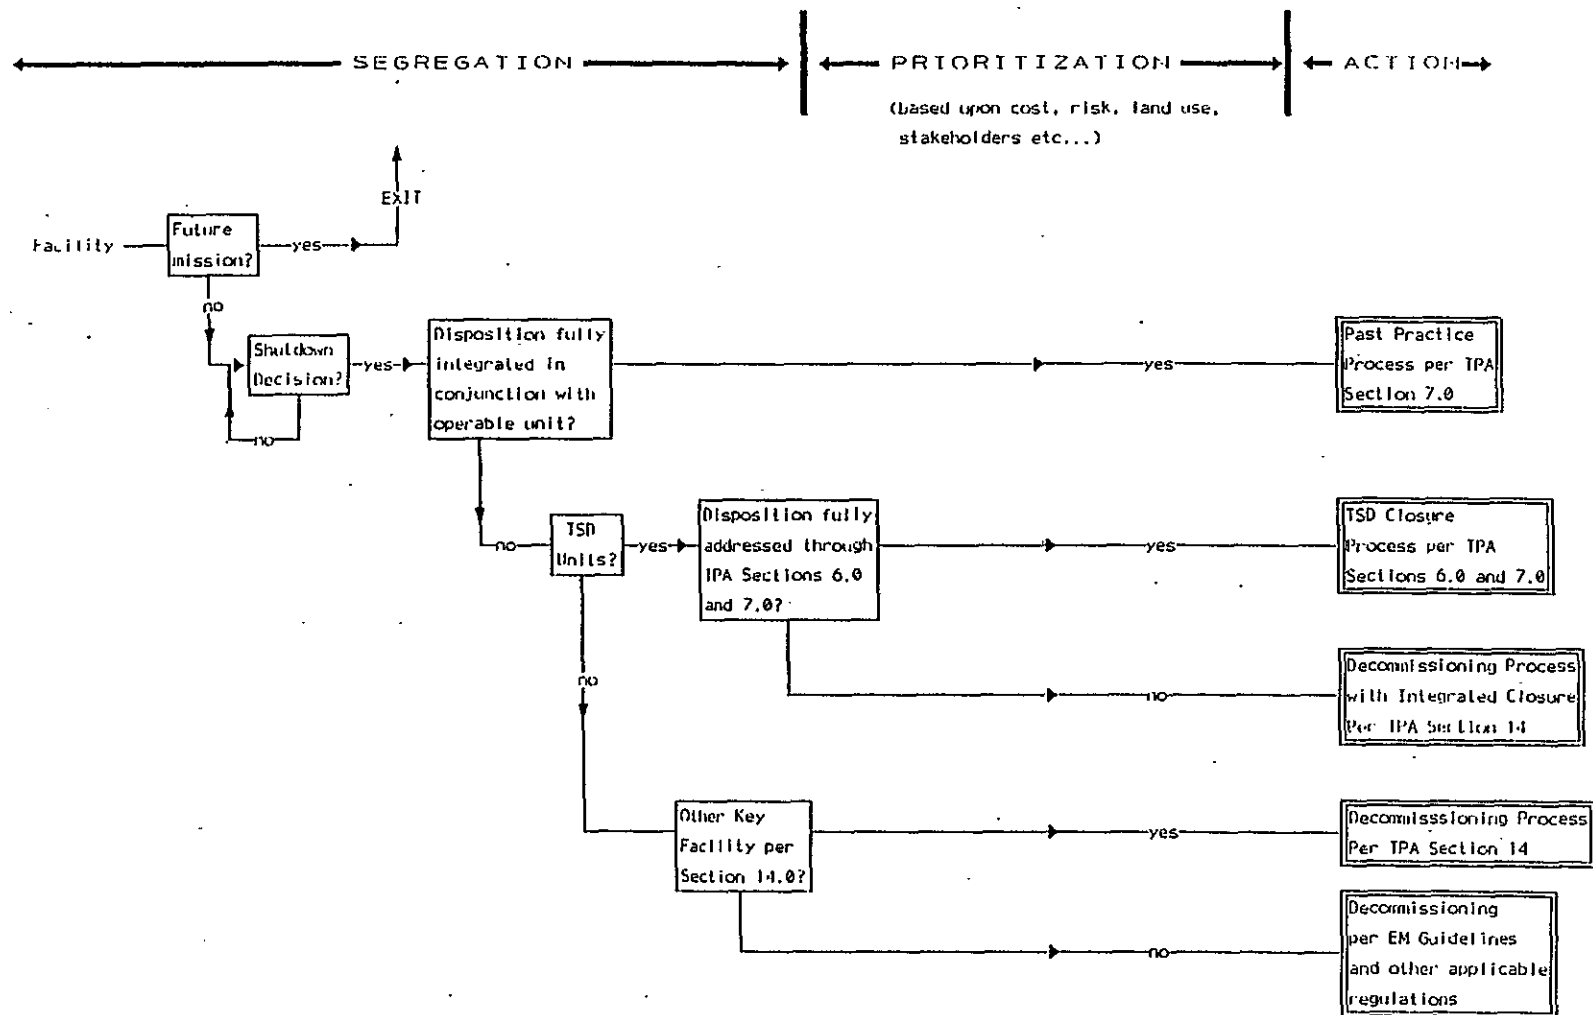 SEGREGATION
PRIORITIZATION
ACTION
(based upon cost, risk, land use,
stakeholders etc...)
EXIT
Facility
Future
mission?
yes
no
Shutdown
Decision?
yes
no
Disposition fully
integrated in
conjunction with
operable unit?
yes
Past Practice
Process per TPA
Section 7.0
no
TSD
Units?
yes
Disposition fully
addressed through
TPA Sections 6.0
and 7.0?
yes
TSD Closure
Process per TPA
Sections 6.0 and 7.0
no
Decommissioning Process
with Integrated Closure
Per TPA Section 14
no
Other Key
Facility per
Section 14.0?
yes
Decommisssioning Process
Per TPA Section 14
no
Decommissioning
per EM Guidelines
and other applicable
regulations